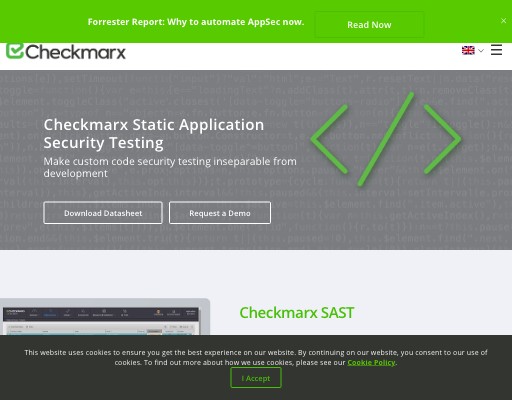 Forrester Report: Why to automate AppSec now.
Read Now
×
Checkmarx
Checkmarx Static Application
Security Testing
Make custom code security testing inseparable from
development
</>
Download Datasheet
Request a Demo
Checkmarx SAST
This website uses cookies to ensure you get the best experience on our website. By continuing on our website, you consent to our use of
cookies. To find out more about how we use cookies, please see our Cookie Policy.
I Accept